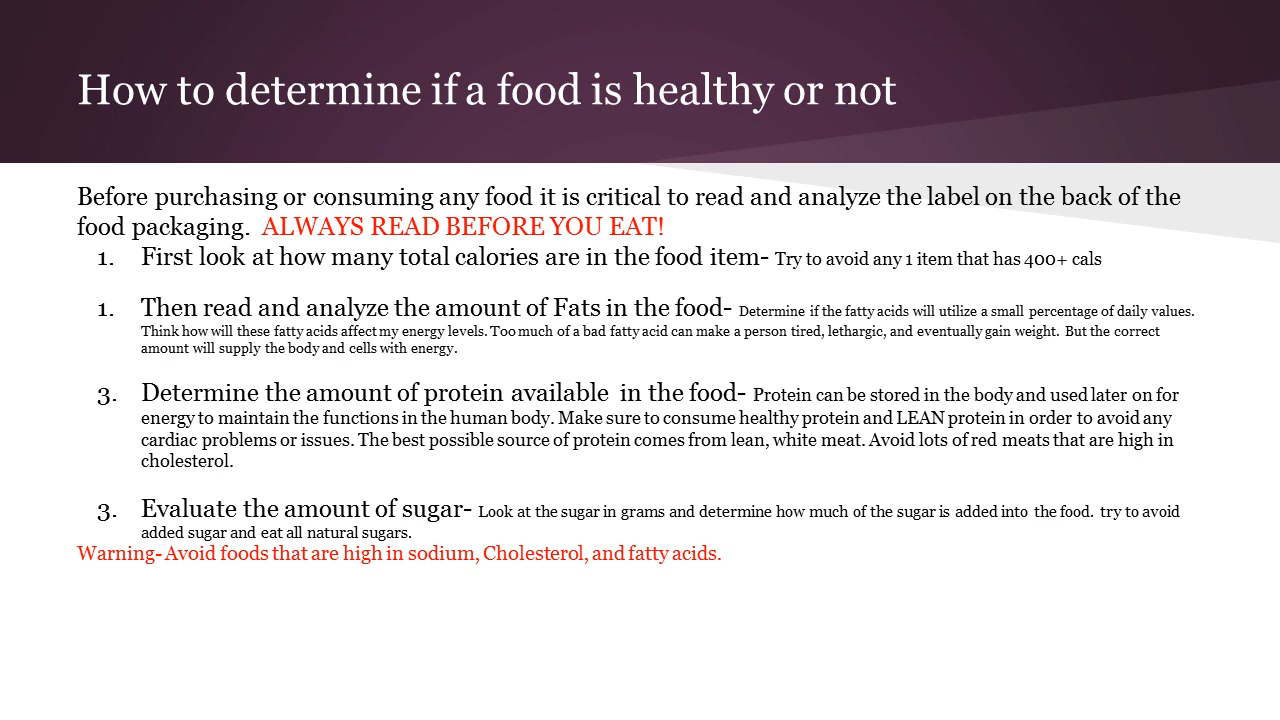 How to determine if a food is healthy or not
Before purchasing or consuming any food it is critical to read and analyze the label on the back of the
food packaging. ALWAYS READ BEFORE YOU EAT!
1. First look at how many total calories are in the food item- Try to avoid any 1 item that has 400+ cals
1. Then read and analyze the amount of Fats in the food- Determine if the fatty acids will utilize a small percentage of daily values.
Think how will these fatty acids affect my energy levels. Too much of a bad fatty acid can make a person tired, lethargic, and eventually gain weight. But the correct
amount will supply the body and cells with energy.
3. Determine the amount of protein available in the food- Protein can be stored in the body and used later on for
energy to maintain the functions in the human body. Make sure to consume healthy protein and LEAN protein in order to avoid any
cardiac problems or issues. The best possible source of protein comes from lean, white meat. Avoid lots of red meats that are high in
cholesterol.
3. Evaluate the amount of sugar- Look at the sugar in grams and determine how much of the sugar is added into the food. try to avoid
added sugar and eat all natural sugars.
Warning- Avoid foods that are high in sodium, Cholesterol, and fatty acids.